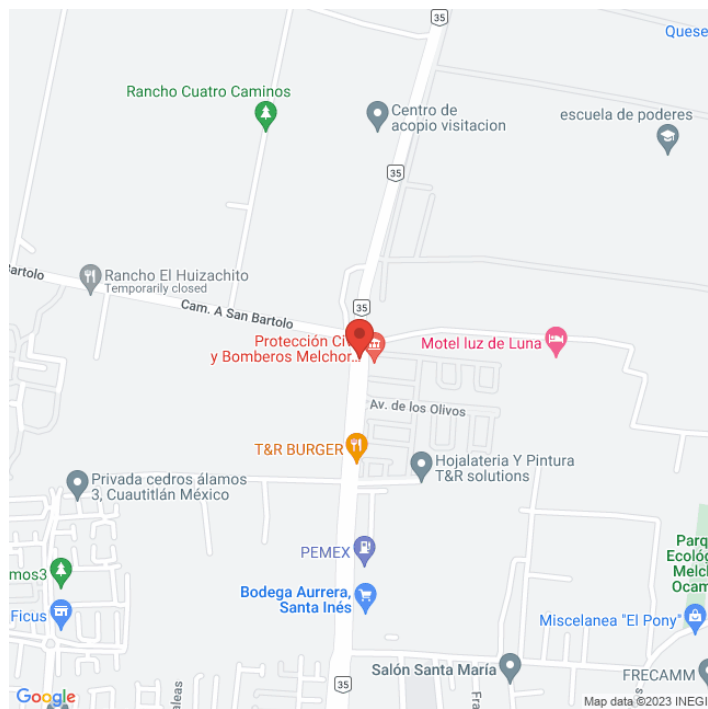 35
Quese
Rancho Cuatro Caminos
Centro de
acopio visitacion
escuela de poderes
35
Bartolo
Rancho El Huizachito
Temporarily closed
Cam. A San Bartolo
35
Protección Ci
y Bomberos Melchor...
Motel luz de Luna
Av. de los Olivos
T&R BURGER
Hojalateria Y Pintura
T&R solutions
Privada cedros álamos
3, Cuautitlán México
PEMEX
Parq
Ecológ
Melch
Ocam
mos3
Bodega Aurrera,
Santa Inés
Ficus
Miscelanea "El Pony"
Salón Santa María
FRECAMM
35
aleas
Fra
Google
Map data ©2023 INEGI